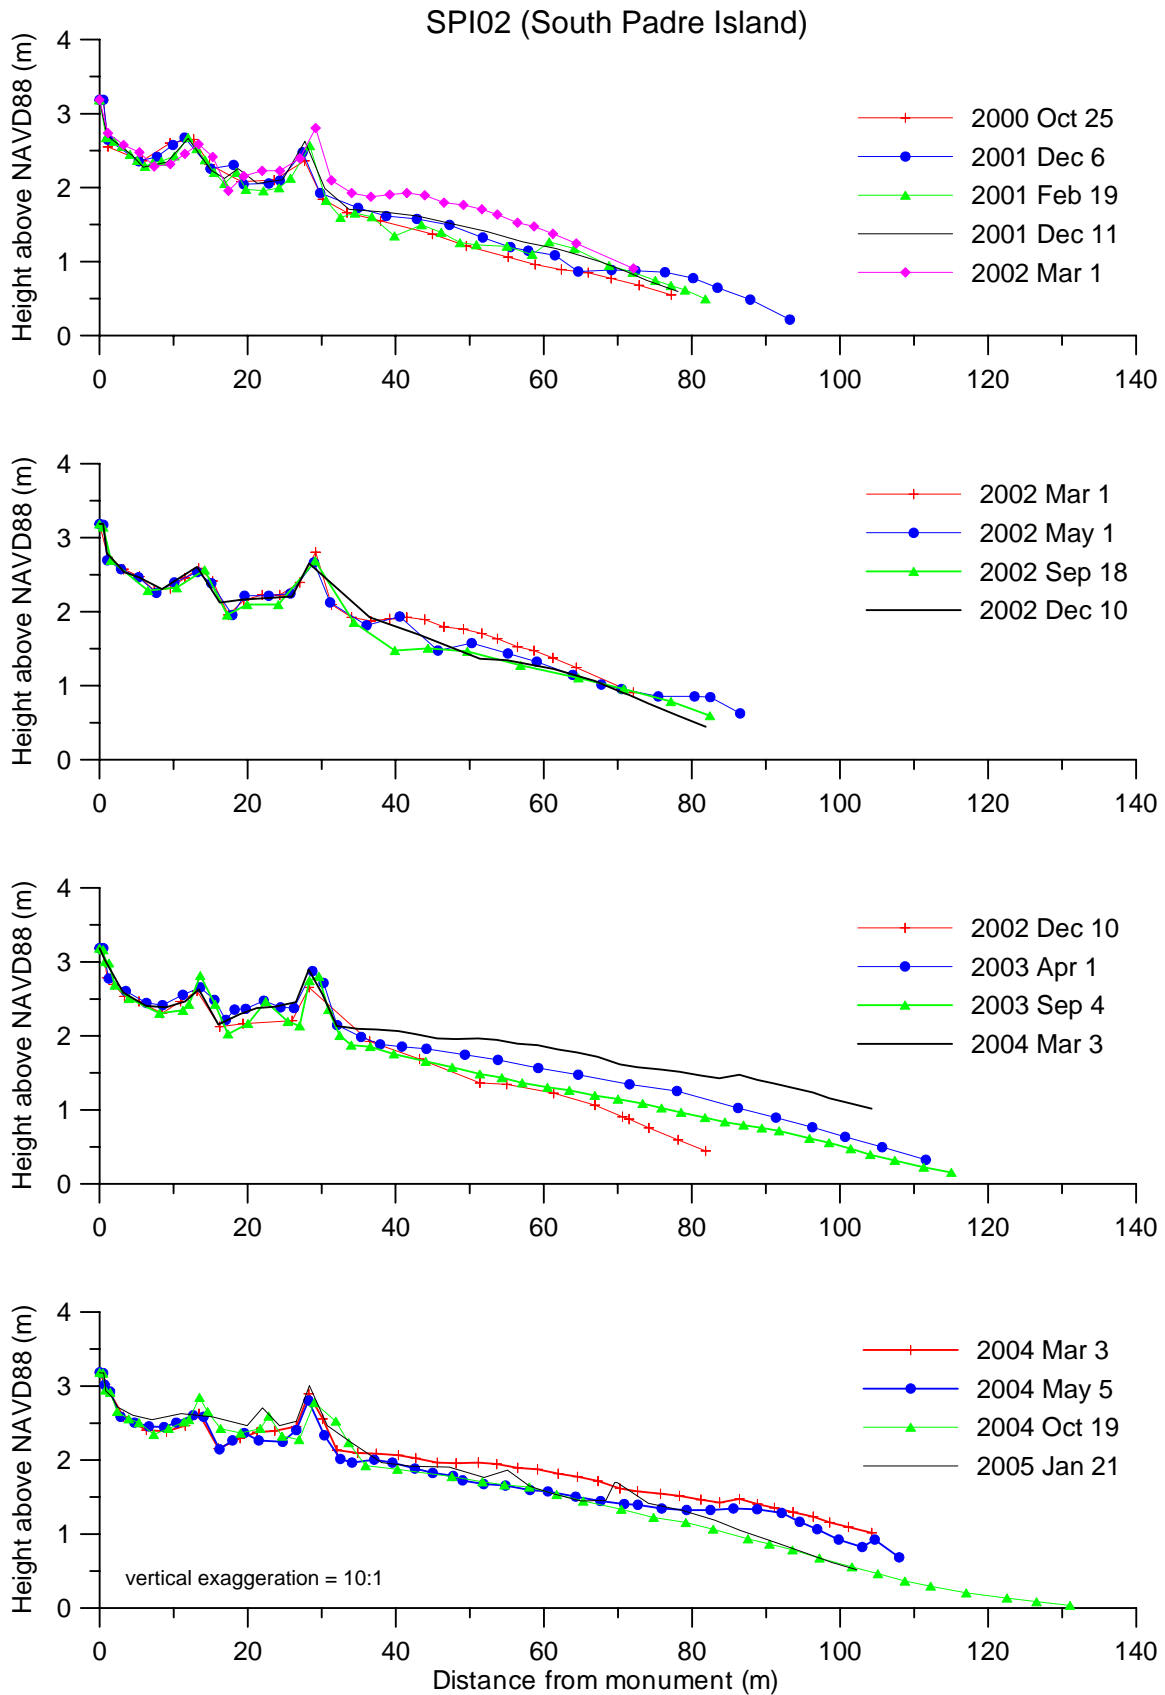 SPI02 (South Padre Island)
Height above NAVD88 (m)
4
3
2
1
0
2000 Oct 25
2001 Dec 6
2001 Feb 19
2001 Dec 11
2002 Mar 1
0 20 40 60 80 100 120 140
Height above NAVD88 (m)
4
3
2
1
0
2002 Mar 1
2002 May 1
2002 Sep 18
2002 Dec 10
0 20 40 60 80 100 120 140
Height above NAVD88 (m)
4
3
2
1
0
2002 Dec 10
2003 Apr 1
2003 Sep 4
2004 Mar 3
0 20 40 60 80 100 120 140
Height above NAVD88 (m)
4
3
2
1
0
2004 Mar 3
2004 May 5
2004 Oct 19
2005 Jan 21
vertical exaggeration = 10:1
0 20 40 60 80 100 120 140
Distance from monument (m)